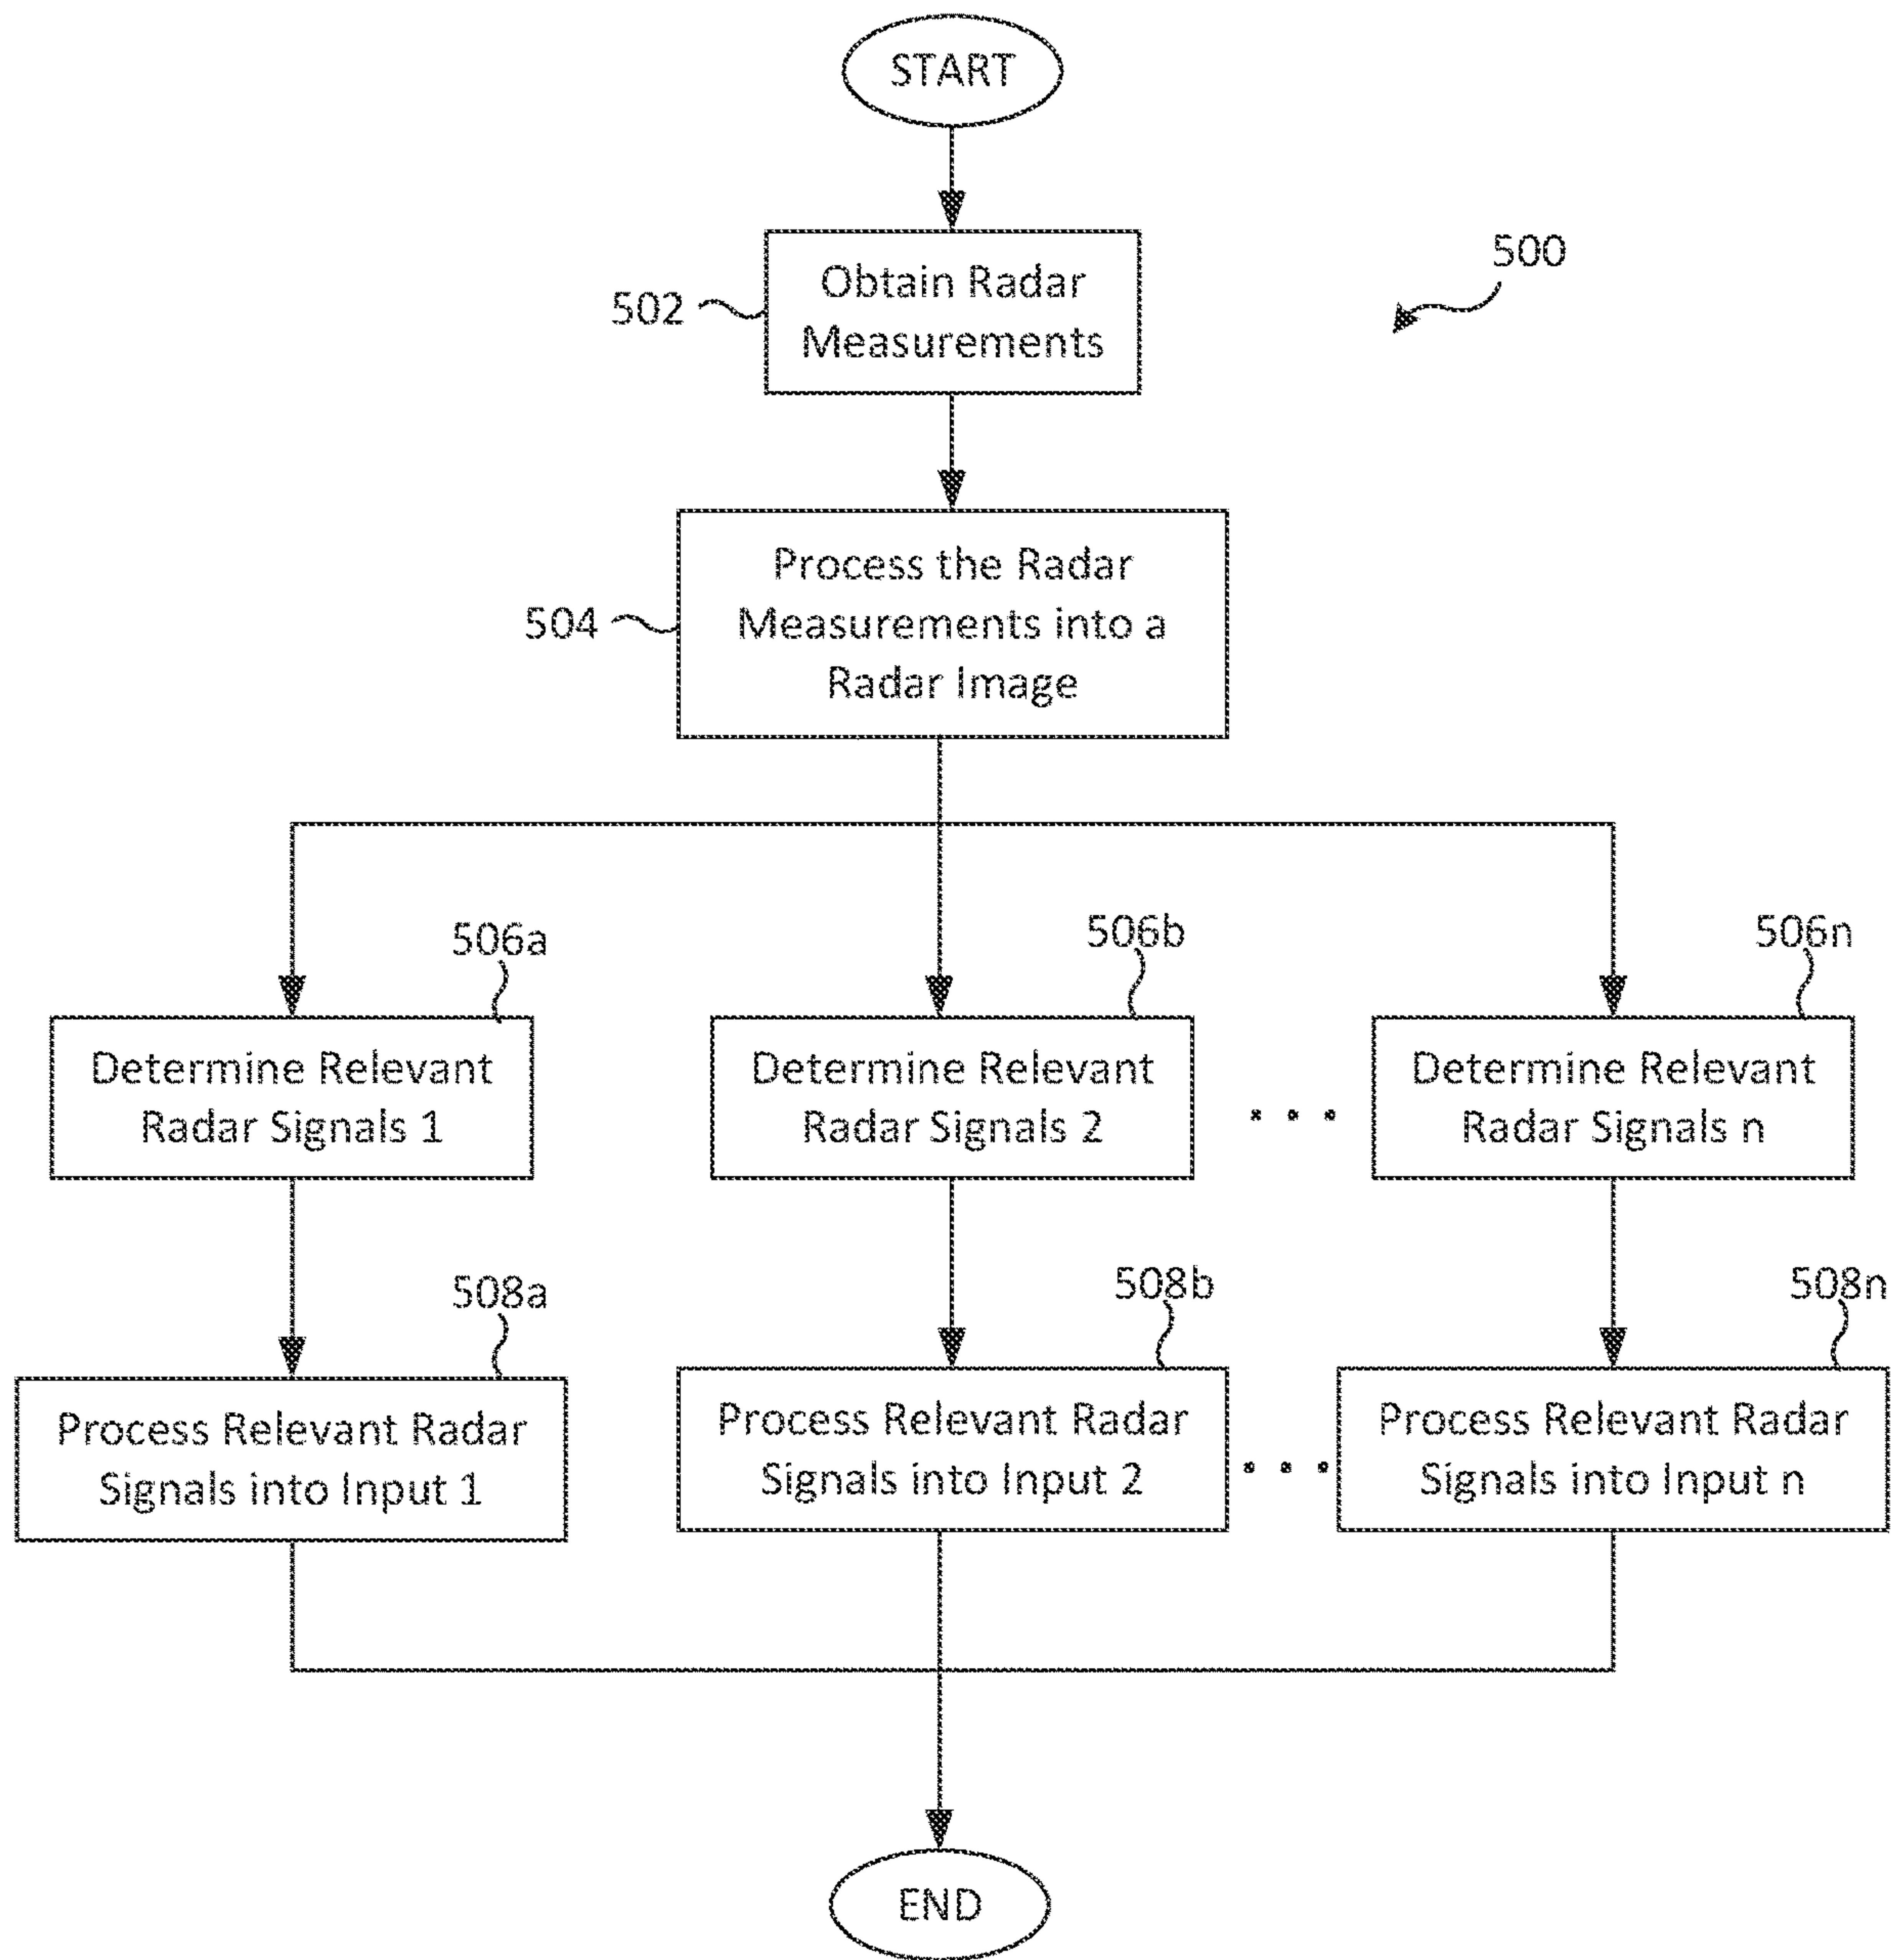 START
500
502
Obtain Radar
Measurements
504
Process the Radar
Measurements into a
Radar Image
506a
506b
506n
Determine Relevant
Radar Signals 1
Determine Relevant
Radar Signals 2
. . .
Determine Relevant
Radar Signals n
508a
508b
508n
Process Relevant Radar
Signals into Input 1
Process Relevant Radar
Signals into Input 2
. . .
Process Relevant Radar
Signals into Input n
END